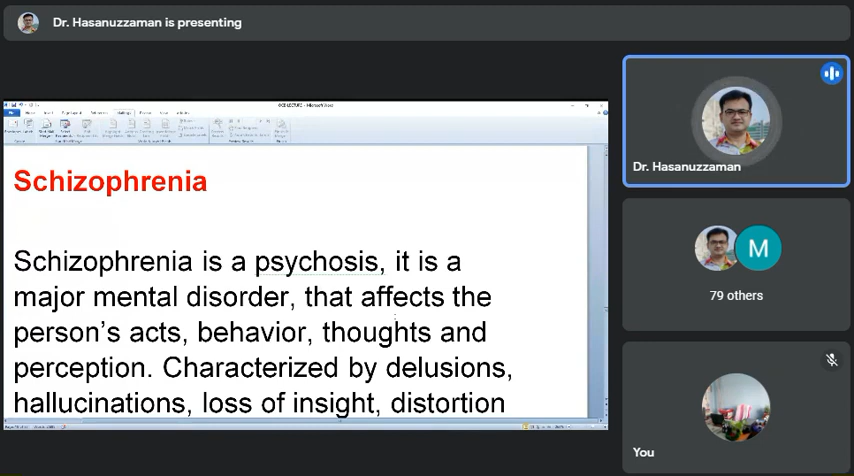 Dr. Hasanuzzaman is presenting
Schizophrenia
Schizophrenia is a psychosis, it is a
major mental disorder, that affects the
person's acts, behavior, thoughts and
perception. Characterized by delusions,
hallucinations, loss of insight, distortion
Dr. Hasanuzzaman
M
79 others
You